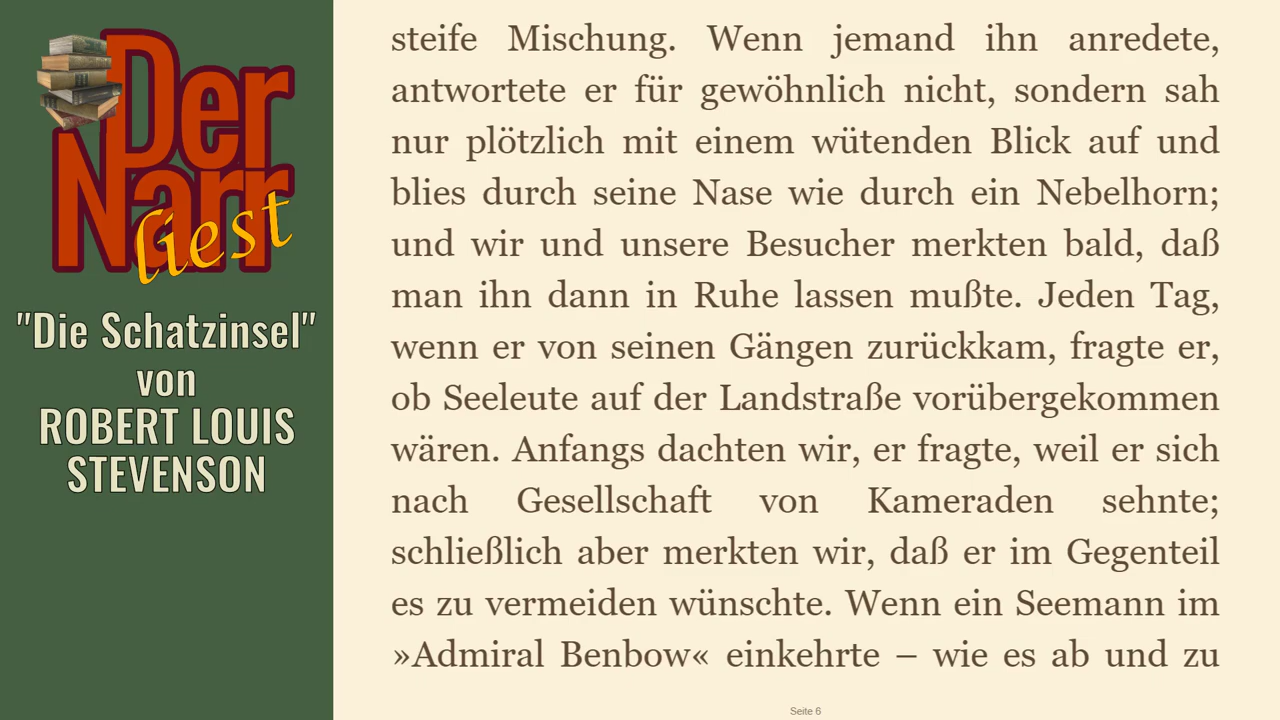 Der
Narr
liest
"Die Schatzinsel"
von
ROBERT LOUIS
STEVENSON
steife Mischung. Wenn jemand ihn anredete,
antwortete er für gewöhnlich nicht, sondern sah
nur plötzlich mit einem wütenden Blick auf und
blies durch seine Nase wie durch ein Nebelhorn;
und wir und unsere Besucher merkten bald, daß
man ihn dann in Ruhe lassen mußte. Jeden Tag,
wenn er von seinen Gängen zurückkam, fragte er,
ob Seeleute auf der Landstraße vorübergekommen
wären. Anfangs dachten wir, er fragte, weil er sich
nach Gesellschaft von Kameraden sehnte;
schließlich aber merkten wir, daß er im Gegenteil
es zu vermeiden wünschte. Wenn ein Seemann im
»Admiral Benbow« einkehrte – wie es ab und zu
Seite 6